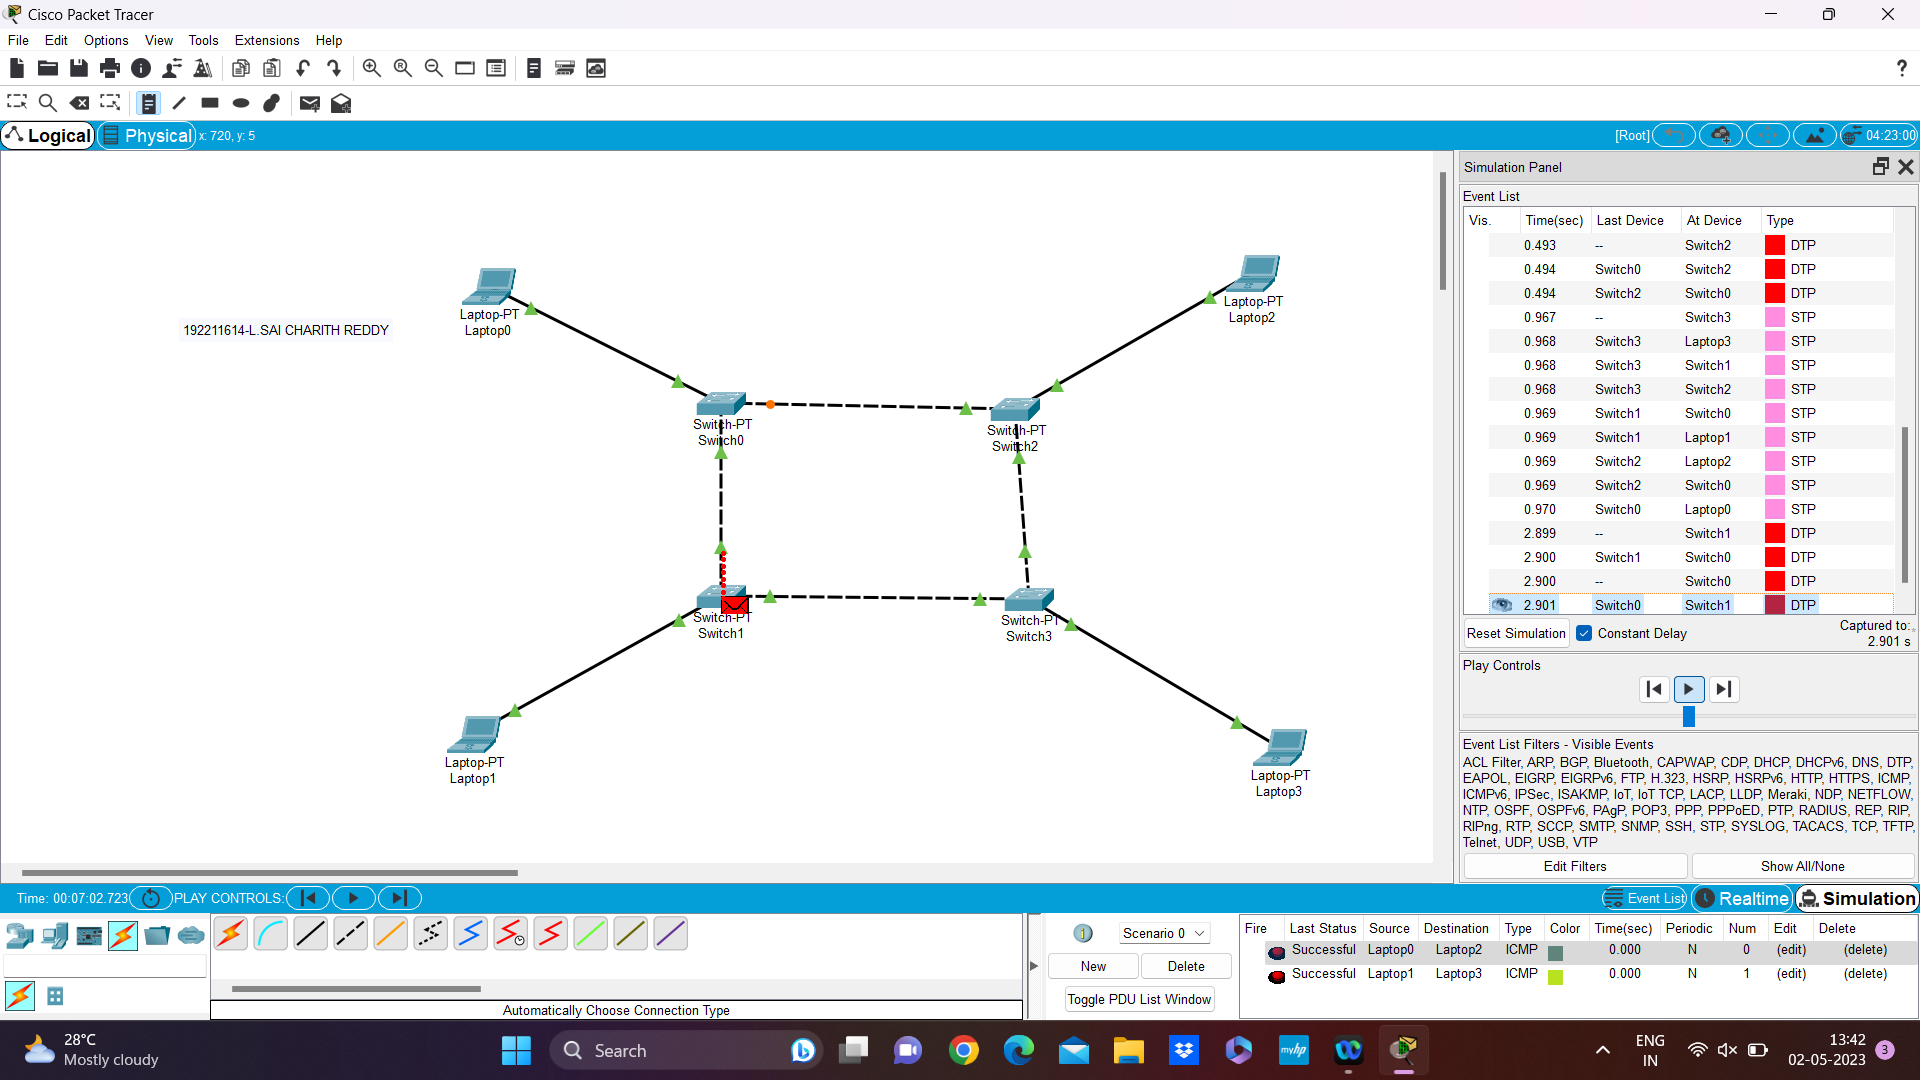 Cisco Packet Tracer
File Edit Options View Tools Extensions Help
Logical Physical x: 720, y: 5 [Root] 04:23:00
192211614-L.SAI CHARITH REDDY
Laptop-PT
Laptop0
Laptop-PT
Laptop2
Switch-PT
Switch0
Switch-PT
Switch2
Switch-PT
Switch1
Switch-PT
Switch3
Laptop-PT
Laptop1
Laptop-PT
Laptop3
Simulation Panel
Event List
Vis. Time(sec) Last Device At Device Type
0.493 -- Switch2 DTP
0.494 Switch0 Switch2 DTP
0.494 Switch2 Switch0 DTP
0.967 -- Switch3 STP
0.968 Switch3 Laptop3 STP
0.968 Switch3 Switch1 STP
0.968 Switch3 Switch2 STP
0.969 Switch1 Switch0 STP
0.969 Switch1 Laptop1 STP
0.969 Switch2 Laptop2 STP
0.969 Switch2 Switch0 STP
0.970 Switch0 Laptop0 STP
2.899 -- Switch1 DTP
2.900 Switch1 Switch0 DTP
2.900 -- Switch0 DTP
2.901 Switch0 Switch1 DTP
Reset Simulation Constant Delay Captured to:
2.901 s
Play Controls
Event List Filters - Visible Events
ACL Filter, ARP, BGP, Bluetooth, CAPWAP, CDP, DHCP, DHCPv6, DNS, DTP,
EAPOL, EIGRP, EIGRPv6, FTP, H.323, HSRP, HSRPv6, HTTP, HTTPS, ICMP,
ICMPv6, IPSec, ISAKMP, IoT, IoT TCP, LACP, LLDP, Meraki, NDP, NETFLOW,
NTP, OSPF, OSPFv6, PAgP, POP3, PPP, PPPoED, PTP, RADIUS, REP, RIP,
RIPng, RTP, SCCP, SMTP, SNMP, SSH, STP, SYSLOG, TACACS, TCP, TFTP,
Telnet, UDP, USB, VTP
Edit Filters Show All/None
Time: 00:07:02.723 PLAY CONTROLS: Event List Realtime Simulation
Automatically Choose Connection Type
Scenario 0
New Delete
Toggle PDU List Window
Fire Last Status Source Destination Type Color Time(sec) Periodic Num Edit Delete
Successful Laptop0 Laptop2 ICMP 0.000 N 0 (edit) (delete)
Successful Laptop1 Laptop3 ICMP 0.000 N 1 (edit) (delete)
28°C
Mostly cloudy
Search
myhp
ENG
IN
13:42
02-05-2023
3